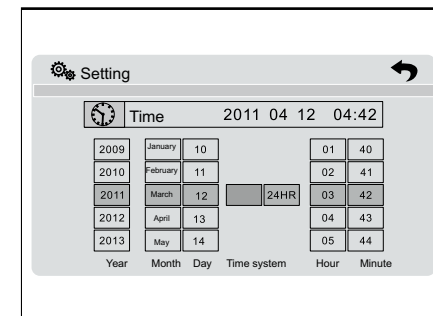 Setting
Time 2011 04 12 04:42
2009 January 10 01 40
2010 February 11 02 41
2011 March 12 24HR 03 42
2012 April 13 04 43
2013 May 14 05 44
Year Month Day Time system Hour Minute